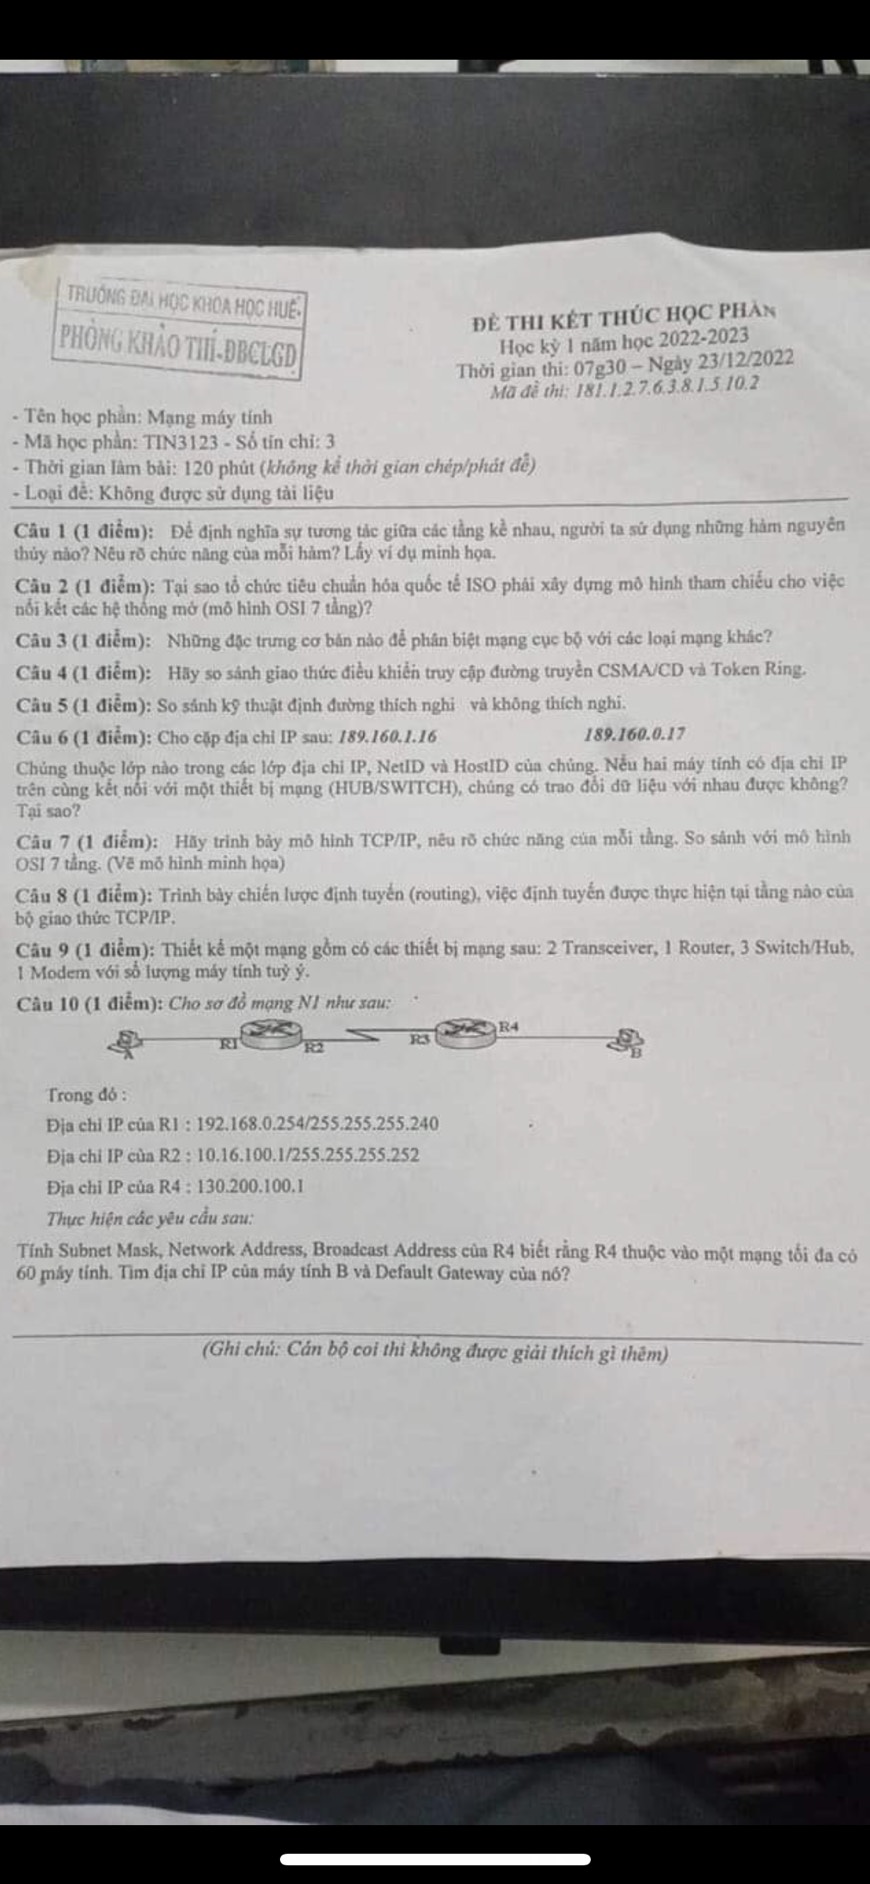 TRƯỜNG ĐẠI HỌC KHOA HỌC HUẾ
PHÒNG KHẢO THÍ-ĐBCLGD
ĐỀ THI KẾT THÚC HỌC PHẦN
Học kỳ 1 năm học 2022-2023
Thời gian thi: 07g30 – Ngày 23/12/2022
Mã đề thi: 181.1.2.7.6.3.8.1.5.10.2
- Tên học phần: Mạng máy tính
- Mã học phần: TIN3123 - Số tín chỉ: 3
- Thời gian làm bài: 120 phút (không kể thời gian chép/phát đề)
- Loại đề: Không được sử dụng tài liệu
Câu 1 (1 điểm): Để định nghĩa sự tương tác giữa các tầng kề nhau, người ta sử dụng những hàm nguyên
thủy nào? Nêu rõ chức năng của mỗi hàm? Lấy ví dụ minh họa.
Câu 2 (1 điểm): Tại sao tổ chức tiêu chuẩn hóa quốc tế ISO phải xây dựng mô hình tham chiếu cho việc
nối kết các hệ thống mở (mô hình OSI 7 tầng)?
Câu 3 (1 điểm): Những đặc trưng cơ bản nào để phân biệt mạng cục bộ với các loại mạng khác?
Câu 4 (1 điểm): Hãy so sánh giao thức điều khiển truy cập đường truyền CSMA/CD và Token Ring.
Câu 5 (1 điểm): So sánh kỹ thuật định đường thích nghi và không thích nghi.
Câu 6 (1 điểm): Cho cặp địa chỉ IP sau: 189.160.1.16 189.160.0.17
Chúng thuộc lớp nào trong các lớp địa chỉ IP, NetID và HostID của chúng. Nếu hai máy tính có địa chỉ IP
trên cùng kết nối với một thiết bị mạng (HUB/SWITCH), chúng có trao đổi dữ liệu với nhau được không?
Tại sao?
Câu 7 (1 điểm): Hãy trình bày mô hình TCP/IP, nêu rõ chức năng của mỗi tầng. So sánh với mô hình
OSI 7 tầng. (Vẽ mô hình minh họa)
Câu 8 (1 điểm): Trình bày chiến lược định tuyến (routing), việc định tuyến được thực hiện tại tầng nào của
bộ giao thức TCP/IP.
Câu 9 (1 điểm): Thiết kế một mạng gồm có các thiết bị mạng sau: 2 Transceiver, 1 Router, 3 Switch/Hub,
1 Modem với số lượng máy tính tuỳ ý.
Câu 10 (1 điểm): Cho sơ đồ mạng N1 như sau:
A R1 R2 R3 R4 B
Trong đó :
Địa chỉ IP của R1 : 192.168.0.254/255.255.255.240
Địa chỉ IP của R2 : 10.16.100.1/255.255.255.252
Địa chỉ IP của R4 : 130.200.100.1
Thực hiện các yêu cầu sau:
Tính Subnet Mask, Network Address, Broadcast Address của R4 biết rằng R4 thuộc vào một mạng tối đa có
60 máy tính. Tìm địa chỉ IP của máy tính B và Default Gateway của nó?
(Ghi chú: Cán bộ coi thi không được giải thích gì thêm)